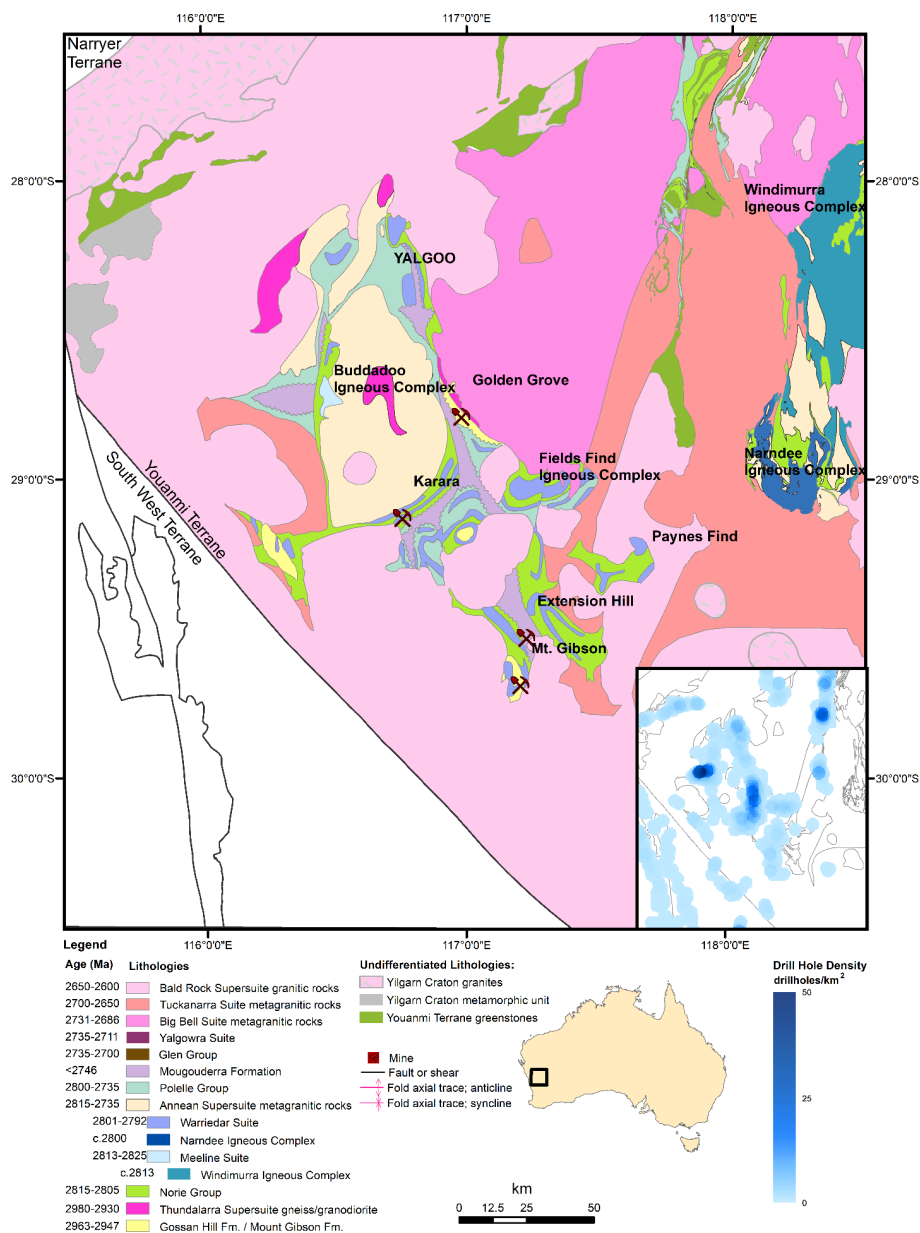 116°0'0"E
117°0'0"E
118°0'0"E
Narryer
Terrane
28°0'0"S
28°0'0"S
Windimurra
Igneous Complex
YALGOO
Buddadoo
Igneous Complex
Golden Grove
Narndee
Igneous Complex
Fields Find
Igneous Complex
29°0'0"S
29°0'0"S
Karara
Youanmi Terrane
South West Terrane
Paynes Find
Extension Hill
Mt. Gibson
30°0'0"S
30°0'0"S
116°0'0"E
117°0'0"E
118°0'0"E
Legend
Age (Ma)
Lithologies
2650-2600 Bald Rock Supersuite granitic rocks
2700-2650 Tuckanarra Suite metagranitic rocks
2731-2686 Big Bell Suite metagranitic rocks
2735-2711 Yalgowra Suite
2735-2700 Glen Group
<2746 Mougouderra Formation
2800-2735 Polelle Group
2815-2735 Annean Supersuite metagranitic rocks
2801-2792 Warriedar Suite
c.2800 Narndee Igneous Complex
2813-2825 Meeline Suite
c.2813 Windimurra Igneous Complex
2815-2805 Norie Group
2980-2930 Thundalarra Supersuite gneiss/granodiorite
2963-2947 Gossan Hill Fm. / Mount Gibson Fm.
Undifferentiated Lithologies:
Yilgarn Craton granites
Yilgarn Craton metamorphic unit
Youanmi Terrane greenstones
Mine
Fault or shear
Fold axial trace; anticline
Fold axial trace; syncline
km
0 12.5 25 50
Drill Hole Density
drillholes/km²
50
25
0